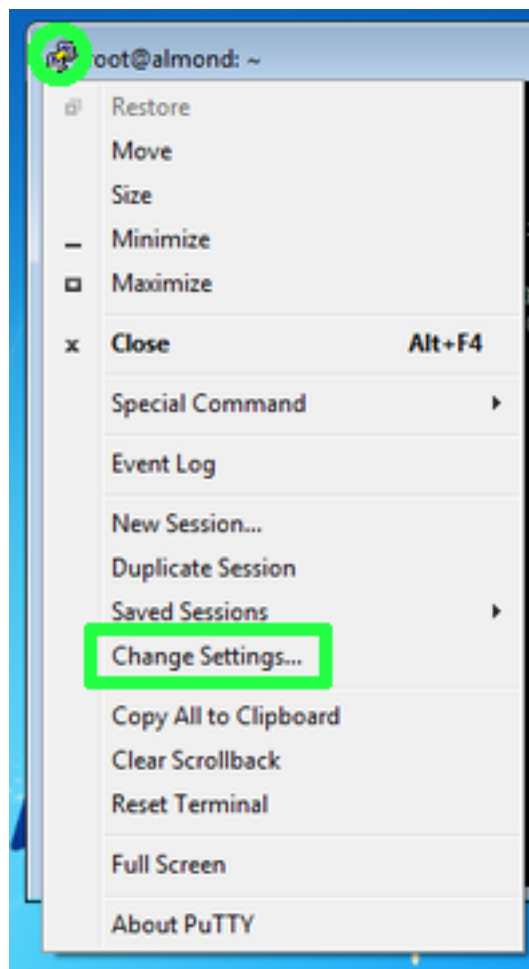 root@almond: ~
Restore
Move
Size
Minimize
Maximize
Close Alt+F4
Special Command
Event Log
New Session...
Duplicate Session
Saved Sessions
Change Settings...
Copy All to Clipboard
Clear Scrollback
Reset Terminal
Full Screen
About PuTTY